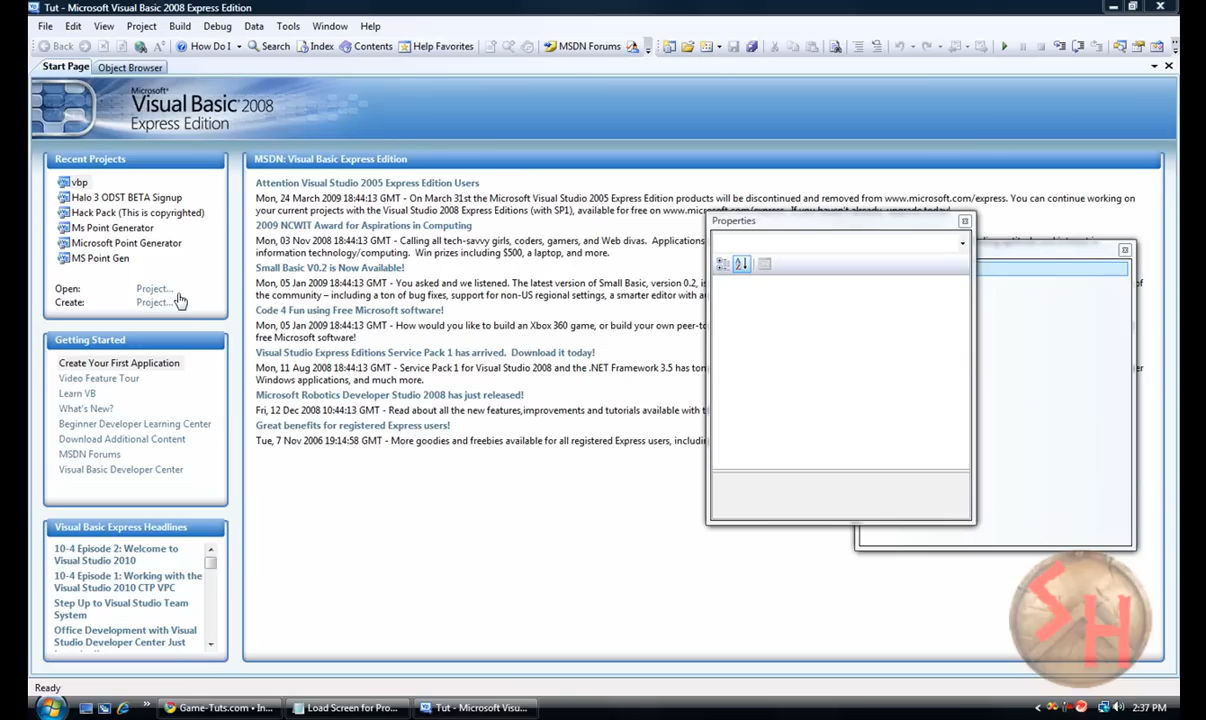 Tut - Microsoft Visual Basic 2008 Express Edition
File Edit View Project Build Debug Data Tools Window Help
Back How Do I Search Index Contents Help Favorites MSDN Forums
Start Page Object Browser
Microsoft
Visual Basic 2008
Express Edition
Recent Projects
vbp
Halo 3 ODST BETA Signup
Hack Pack (This is copyrighted)
Ms Point Generator
Microsoft Point Generator
MS Point Gen
Open: Project...
Create: Project...
Getting Started
Create Your First Application
Video Feature Tour
Learn VB
What's New?
Beginner Developer Learning Center
Download Additional Content
MSDN Forums
Visual Basic Developer Center
Visual Basic Express Headlines
10-4 Episode 2: Welcome to
Visual Studio 2010
10-4 Episode 1: Working with the
Visual Studio 2010 CTP VPC
Step Up to Visual Studio Team
System
Office Development with Visual
Studio Developer Center Just
MSDN: Visual Basic Express Edition
Attention Visual Studio 2005 Express Edition Users
Mon, 24 March 2009 18:44:13 GMT - On March 31st the Microsoft Visual Studio 2005 Express Edition products will be discontinued and removed from www.microsoft.com/express. You can continue working on
your current projects with the Visual Studio 2008 Express Editions (with SP1), available for free on www.microsoft.com/express.
2009 NCWIT Award for Aspirations in Computing
Mon, 03 Nov 2008 18:44:13 GMT - Calling all tech-savvy girls, coders, gamers, and Web divas. Applications
information technology/computing. Win prizes including $500, a laptop, and more.
Small Basic V0.2 is Now Available!
Mon, 05 Jan 2009 18:44:13 GMT - You asked and we listened. The latest version of Small Basic, version 0.2,
the community – including a ton of bug fixes, support for non-US regional settings, a smarter editor with
Code 4 Fun using Free Microsoft software!
Mon, 05 Jan 2009 18:44:13 GMT - How would you like to build an Xbox 360 game, or build your own peer-to
free Microsoft software!
Visual Studio Express Editions Service Pack 1 has arrived. Download it today!
Mon, 11 Aug 2008 18:44:13 GMT - Service Pack 1 for Visual Studio 2008 and the .NET Framework 3.5 has
Windows applications, and much more.
Microsoft Robotics Developer Studio 2008 has just released!
Fri, 12 Dec 2008 10:44:13 GMT - Read about all the new features,improvements and tutorials available with
Great benefits for registered Express users!
Tue, 7 Nov 2006 19:14:58 GMT - More goodies and freebies available for all registered Express users,
Properties
SH
Ready
Game-Tuts.com - In... Load Screen for Pro... Tut - Microsoft Visu... 2:37 PM